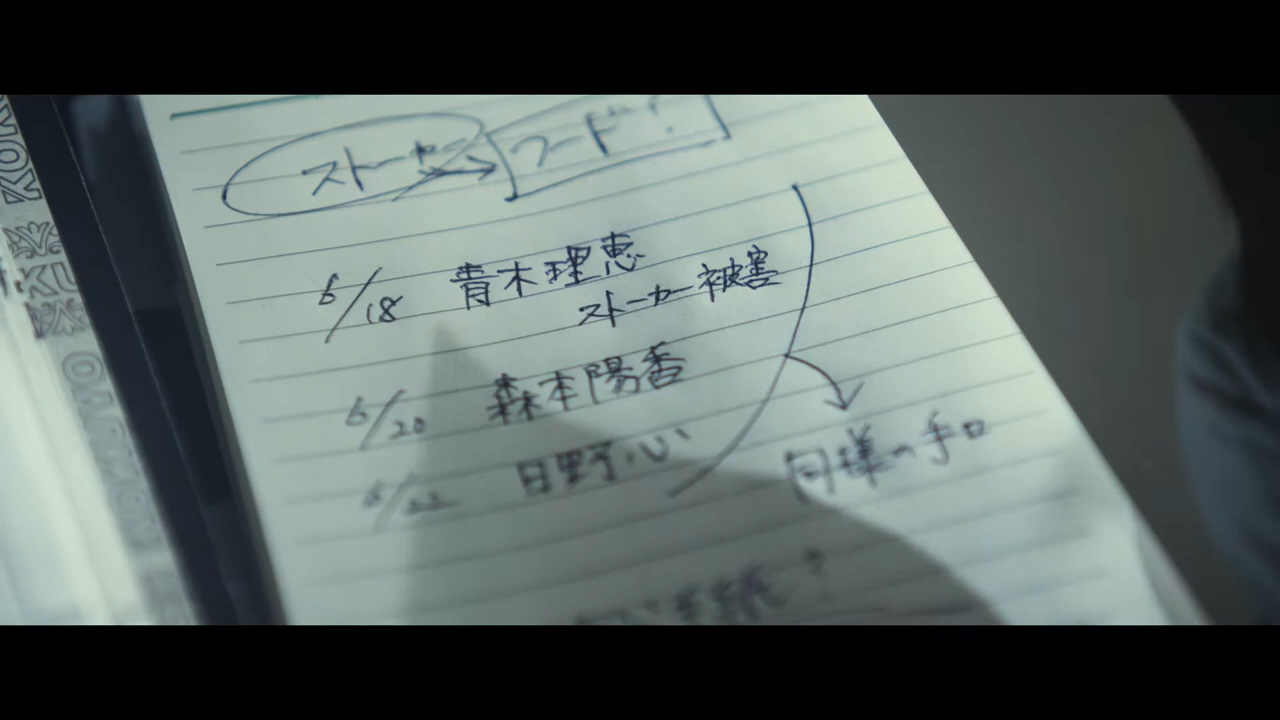 ストーカー → フード!
6/18 青木理恵
ストーカー被害
6/20 森本陽香
6/22 日野心
同様の手口